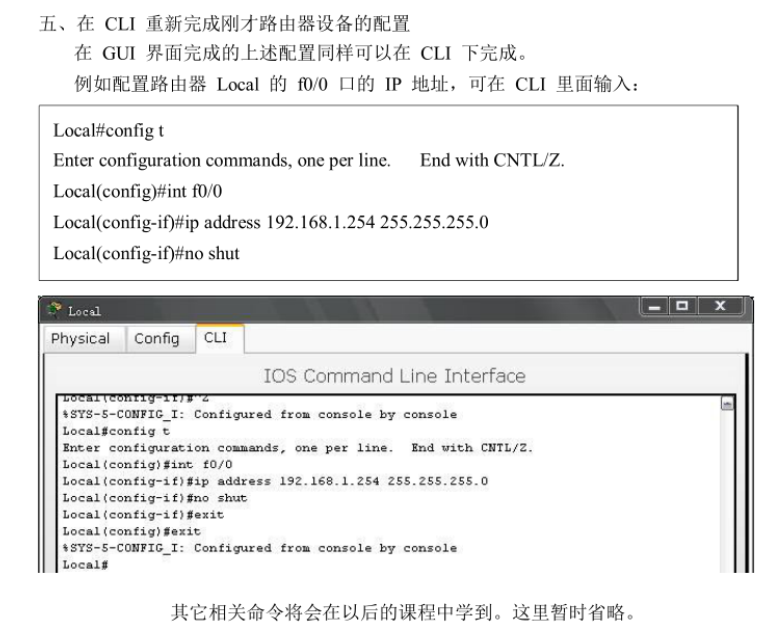 五、在 CLI 重新完成刚才路由器设备的配置
在 GUI 界面完成的上述配置同样可以在 CLI 下完成。
例如配置路由器 Local 的 f0/0 口的 IP 地址，可在 CLI 里面输入：
Local#config t
Enter configuration commands, one per line. End with CNTL/Z.
Local(config)#int f0/0
Local(config-if)#ip address 192.168.1.254 255.255.255.0
Local(config-if)#no shut
Local
Physical Config CLI
IOS Command Line Interface
Local(config-if)#^Z
%SYS-5-CONFIG_I: Configured from console by console
Local#config t
Enter configuration commands, one per line. End with CNTL/Z.
Local(config)#int f0/0
Local(config-if)#ip address 192.168.1.254 255.255.255.0
Local(config-if)#no shut
Local(config-if)#exit
Local(config)#exit
%SYS-5-CONFIG_I: Configured from console by console
Local#
其它相关命令将会在以后的课程中学到。这里暂时省略。